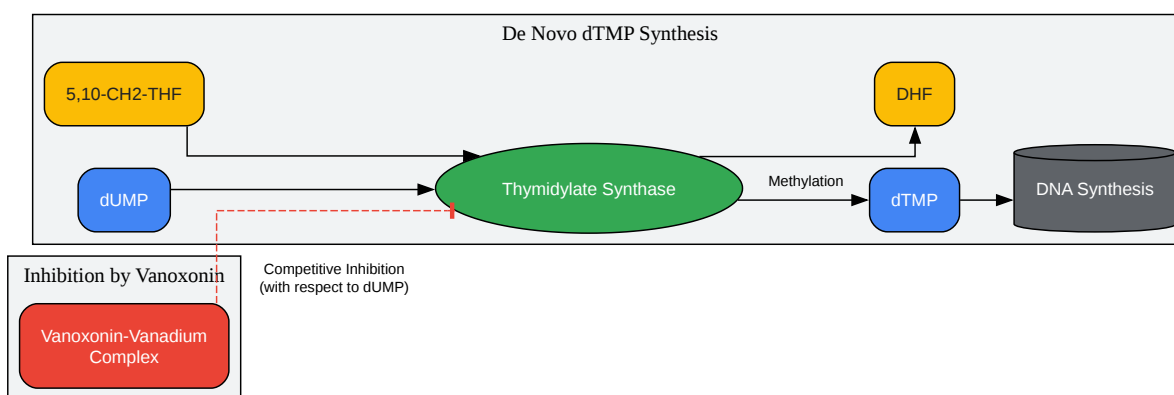 De Novo dTMP Synthesis
5,10-CH2-THF
DHF
Thymidylate Synthase
Methylation
dUMP
dTMP
DNA Synthesis
Inhibition by Vanoxonin
Competitive Inhibition
(with respect to dUMP)
Vanoxonin-Vanadium
Complex